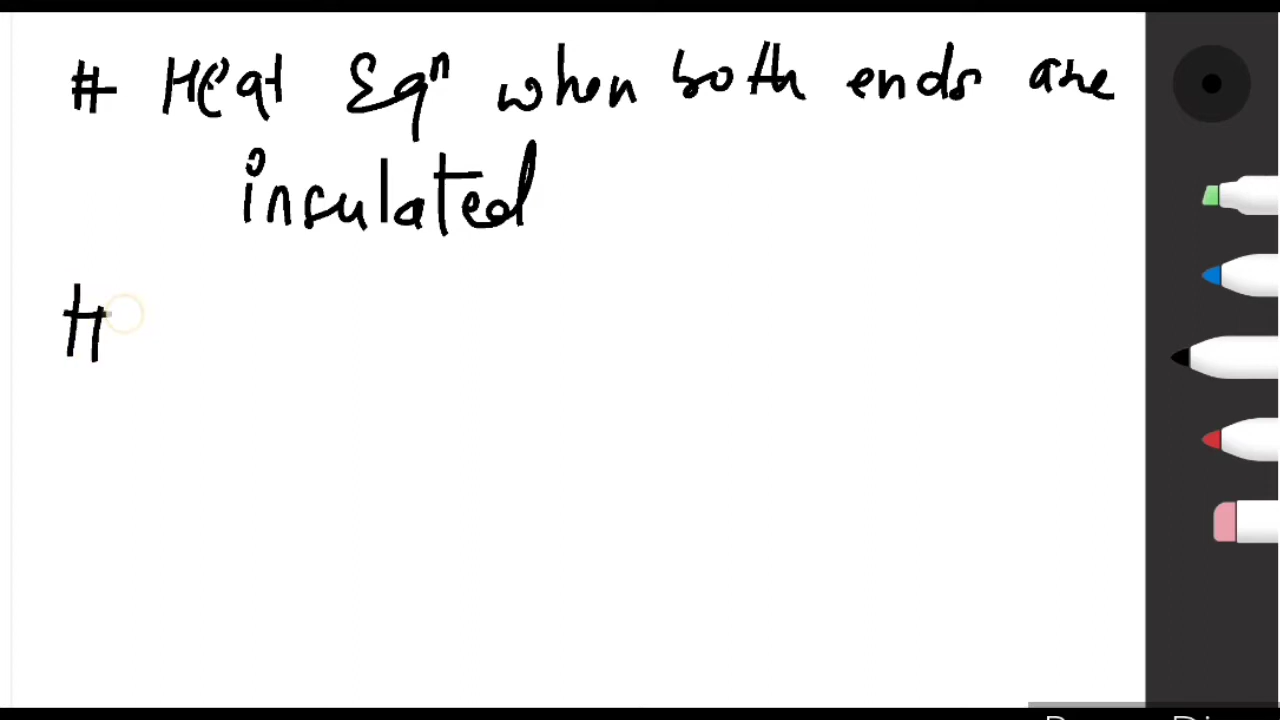 # Heat Eqⁿ when both ends are
insulated
H